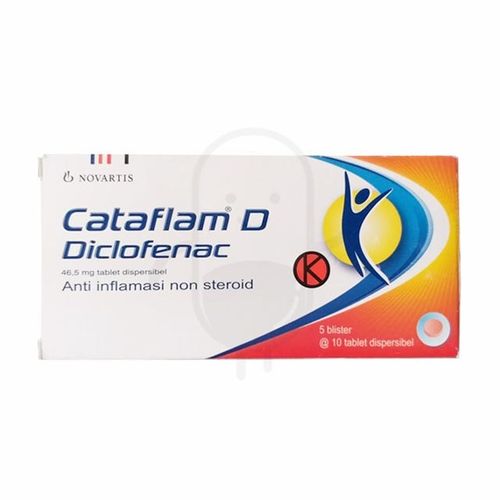 NOVARTIS
Cataflam® D
Diclofenac
46,5 mg tablet dispersibel
Anti inflamasi non steroid
K
5 blister
@ 10 tablet dispersibel